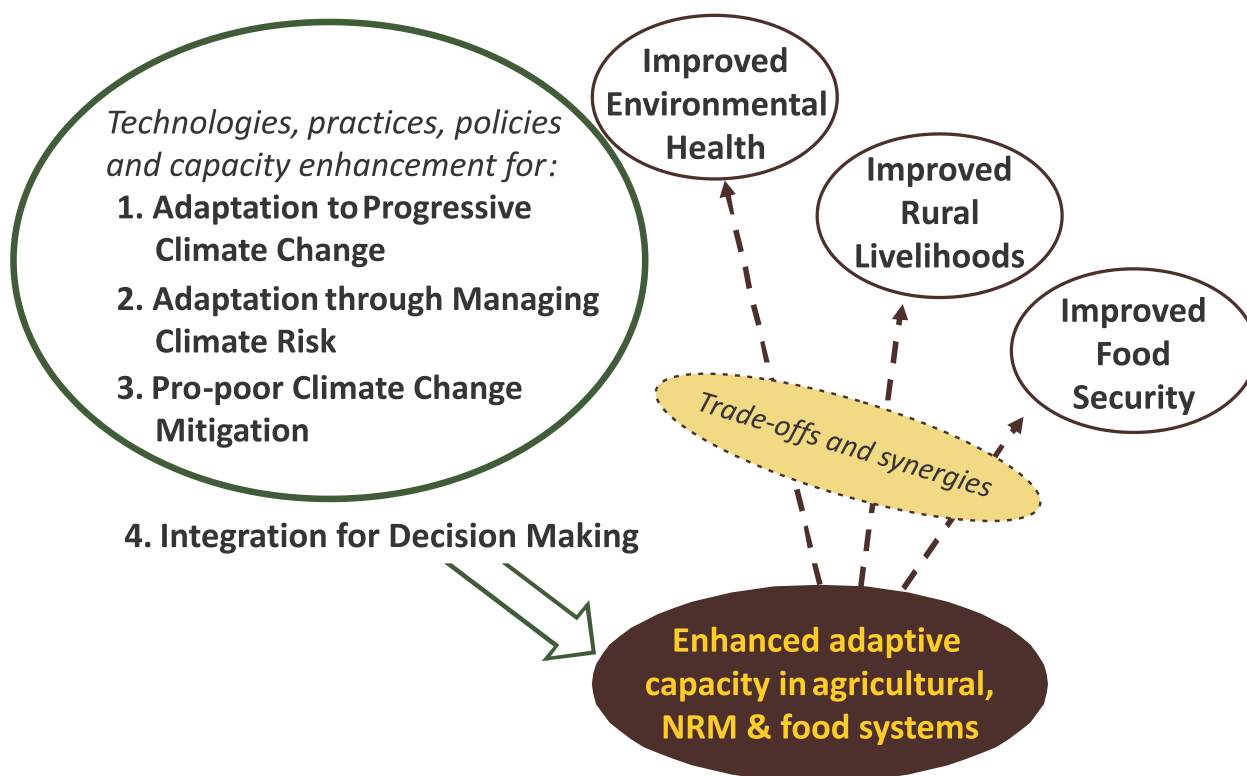 Technologies, practices, policies
and capacity enhancement for:
1. Adaptation to Progressive
Climate Change
2. Adaptation through Managing
Climate Risk
3. Pro-poor Climate Change
Mitigation
4. Integration for Decision Making
Improved
Environmental
Health
Improved
Rural
Livelihoods
Improved
Food
Security
Trade-offs and synergies
Enhanced adaptive
capacity in agricultural,
NRM & food systems